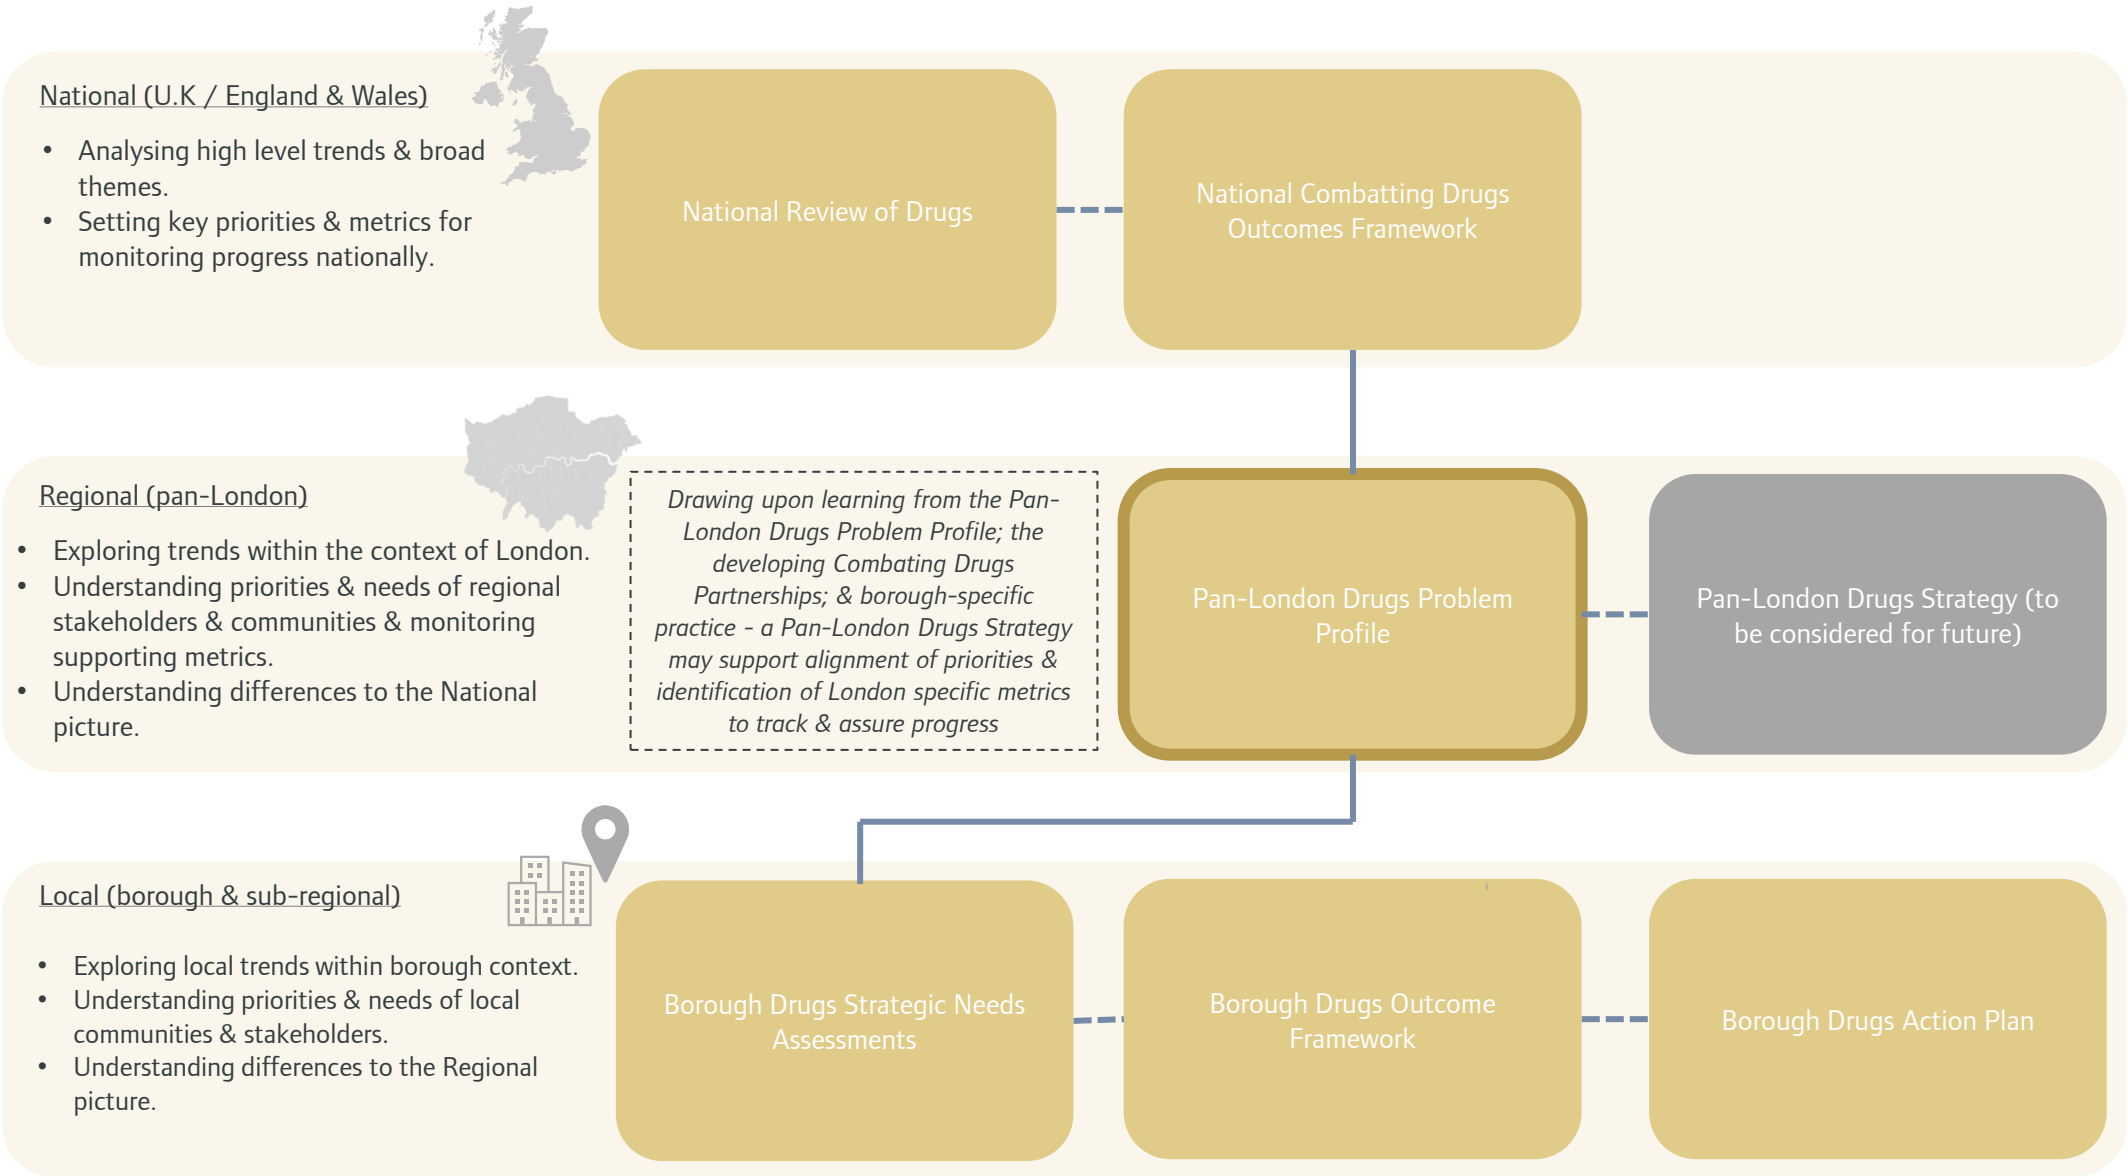 National (U.K / England & Wales)
• Analysing high level trends & broad
themes.
• Setting key priorities & metrics for
monitoring progress nationally.
National Review of Drugs
National Combatting Drugs
Outcomes Framework
Regional (pan-London)
• Exploring trends within the context of London.
• Understanding priorities & needs of regional
stakeholders & communities & monitoring
supporting metrics.
• Understanding differences to the National
picture.
Drawing upon learning from the Pan-
London Drugs Problem Profile; the
developing Combating Drugs
Partnerships; & borough-specific
practice - a Pan-London Drugs Strategy
may support alignment of priorities &
identification of London specific metrics
to track & assure progress
Pan-London Drugs Problem
Profile
Pan-London Drugs Strategy (to
be considered for future)
Local (borough & sub-regional)
• Exploring local trends within borough context.
• Understanding priorities & needs of local
communities & stakeholders.
• Understanding differences to the Regional
picture.
Borough Drugs Strategic Needs
Assessments
Borough Drugs Outcome
Framework
Borough Drugs Action Plan